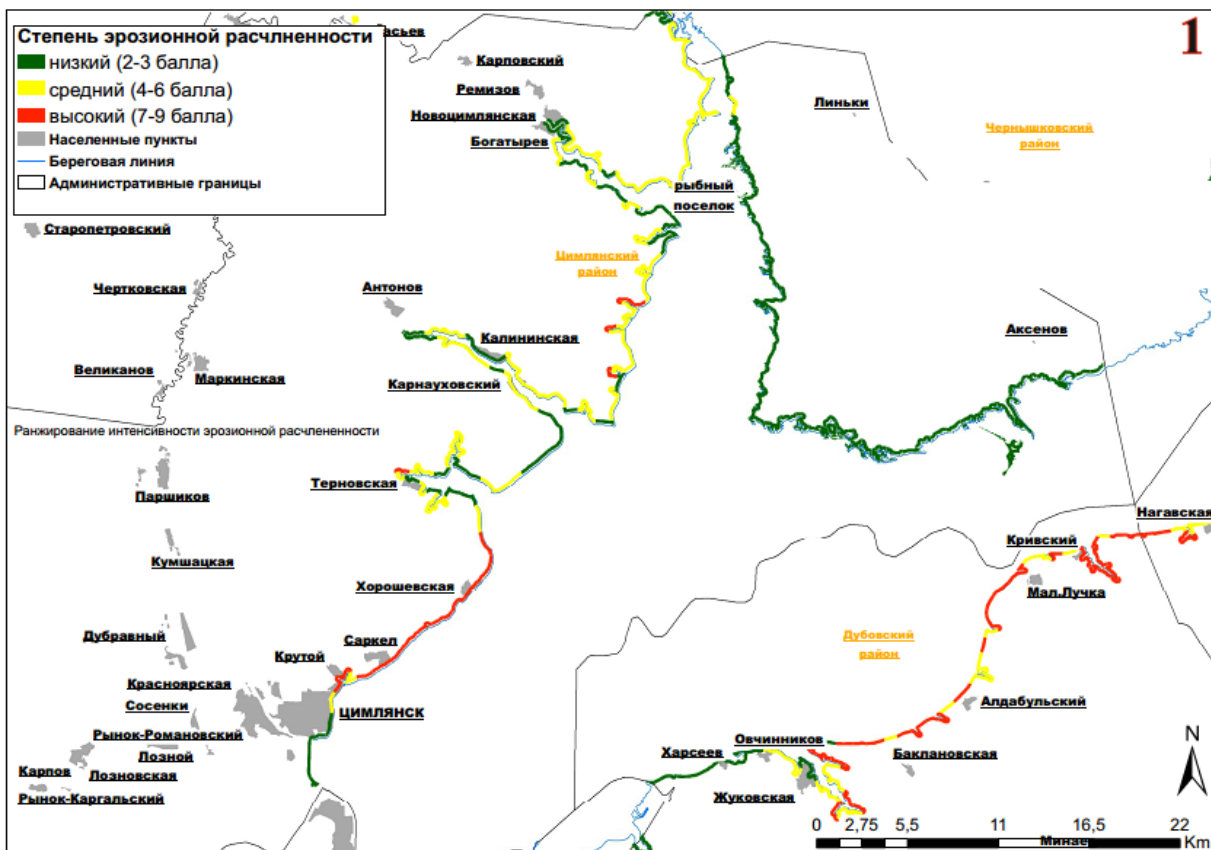 Степень эрозионной расчлненности
низкий (2-3 балла)
средний (4-6 балла)
высокий (7-9 балла)
Населенные пункты
Береговая линия
Административные границы
1
Карповский
Ремизов
Новоцимлянская
Богатырев
Линьки
Чернышковский
район
рыбный
поселок
Старопетровский
Цимлянский
район
Чертковская
Антонов
Калининская
Аксенов
Великанов
Маркинская
Карнауховский
Ранжирование интенсивности эрозионной расчлененности
Паршиков
Терновская
Нагавская
Кривский
Кумшацкая
Хорошевская
Мал.Лучка
Дубравный
Саркел
Дубовский
район
Крутой
Красноярская
Сосенки
ЦИМЛЯНСК
Алдабульский
Рынок-Романовский
Овчинников
Харсеев
Баклановская
Лозной
Карпов
Лозновская
Рынок-Каргальский
Жуковская
N
0 2,75 5,5 11 16,5 22
Km